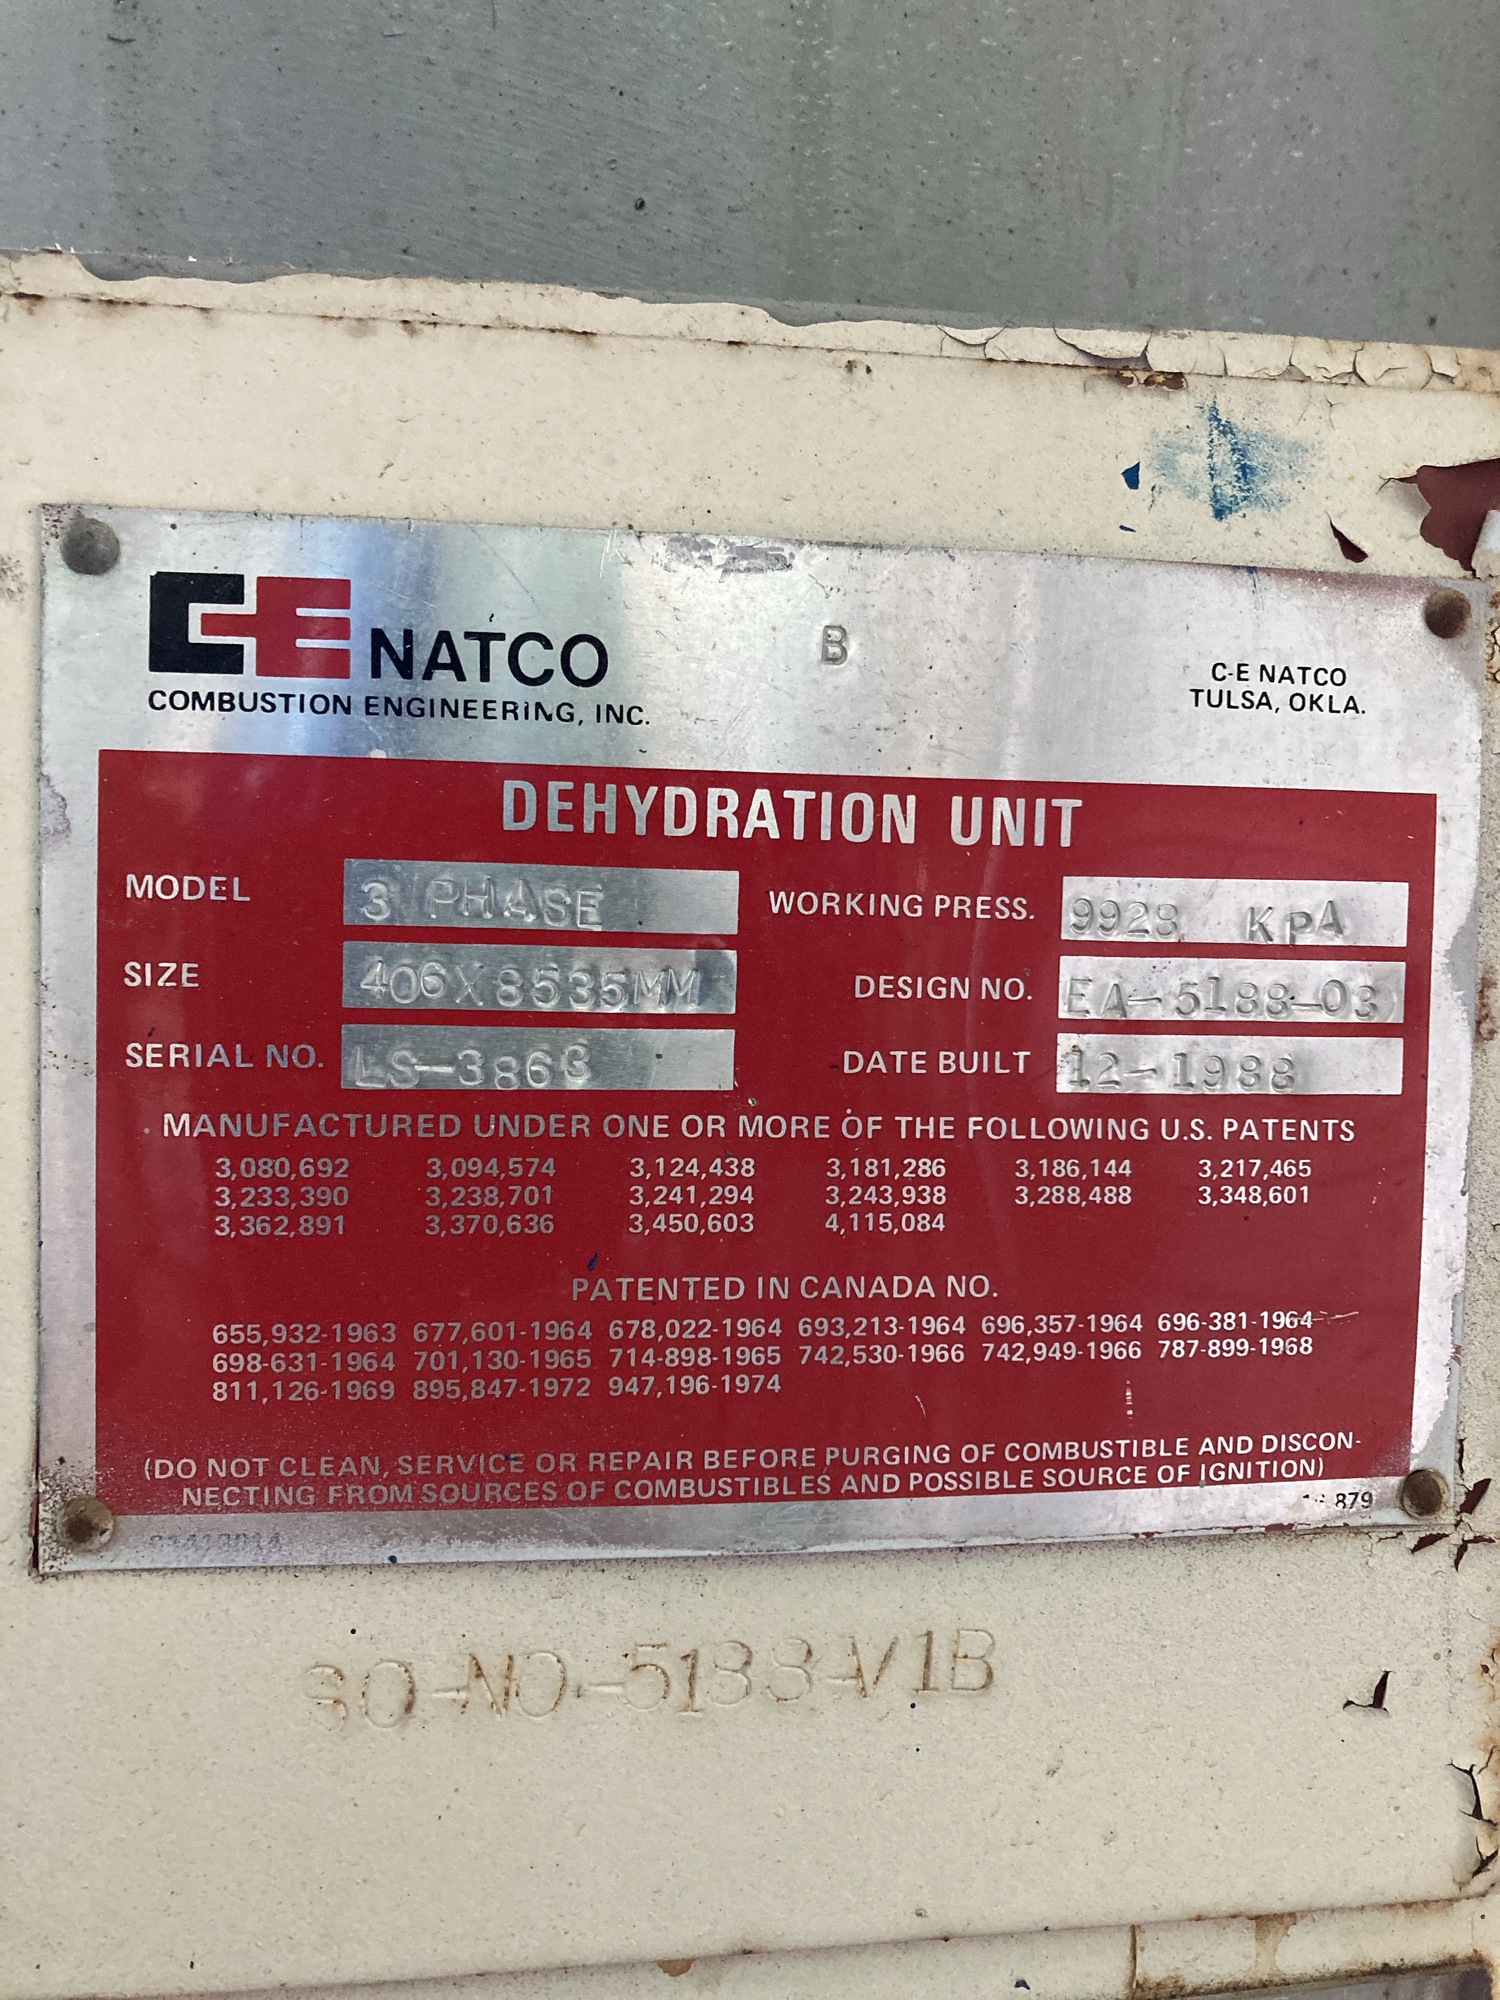 CE NATCO
COMBUSTION ENGINEERING, INC.
B
C-E NATCO
TULSA, OKLA.
DEHYDRATION UNIT
MODEL 3 PHASE WORKING PRESS. 9928 KPA
SIZE 406X8535MM DESIGN NO. EA-5188-03
SERIAL NO. LS-3863 DATE BUILT 12-1988
MANUFACTURED UNDER ONE OR MORE OF THE FOLLOWING U.S. PATENTS
3,080,692 3,094,574 3,124,438 3,181,286 3,186,144 3,217,465
3,233,390 3,238,701 3,241,294 3,243,938 3,288,488 3,348,601
3,362,891 3,370,636 3,450,603 4,115,084
PATENTED IN CANADA NO.
655,932-1963 677,601-1964 678,022-1964 693,213-1964 696,357-1964 696-381-1964
698-631-1964 701,130-1965 714-898-1965 742,530-1966 742,949-1966 787-899-1968
811,126-1969 895,847-1972 947,196-1974
(DO NOT CLEAN, SERVICE OR REPAIR BEFORE PURGING OF COMBUSTIBLE AND DISCON-
NECTING FROM SOURCES OF COMBUSTIBLES AND POSSIBLE SOURCE OF IGNITION)
879
SO-NO.-5188-V1B